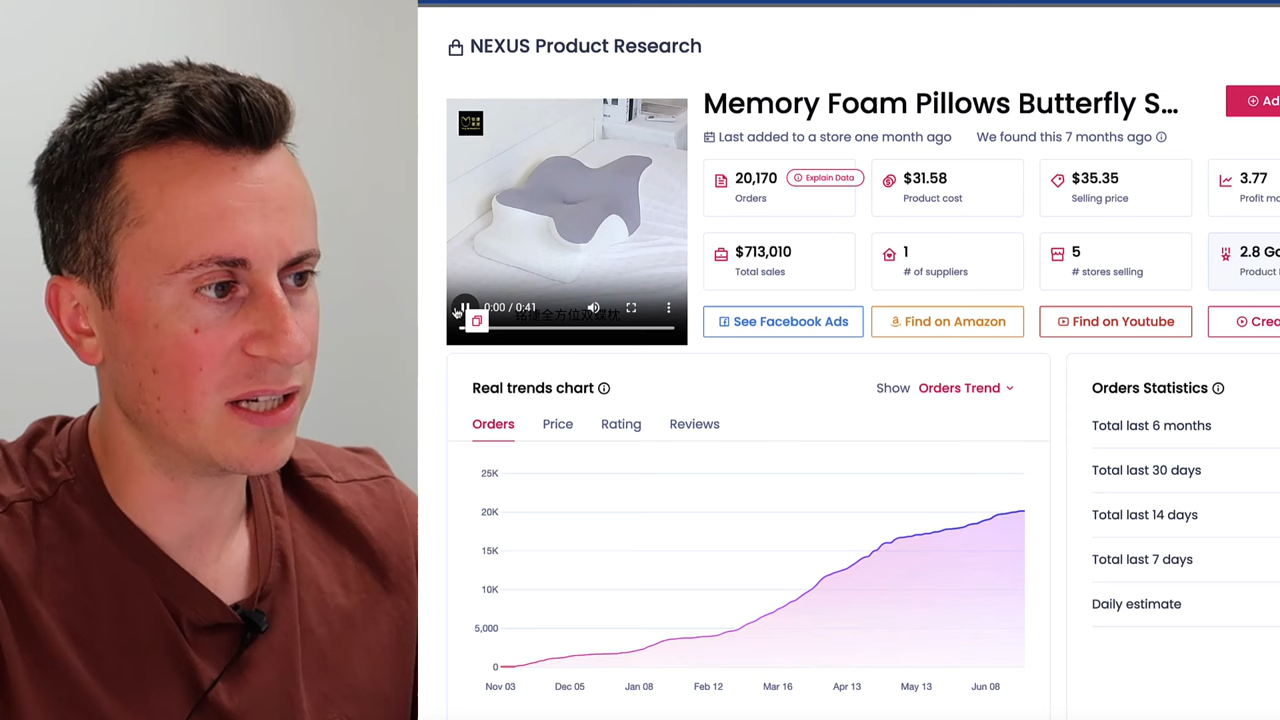 NEXUS Product Research
Memory Foam Pillows Butterfly S...
Ad
Last added to a store one month ago
We found this 7 months ago
20,170
Explain Data
Orders
$31.58
Product cost
$35.35
Selling price
3.77
Profit
$713,010
Total sales
1
# of suppliers
5
# stores selling
2.8
Product
0:00 / 0:41
See Facebook Ads
Find on Amazon
Find on Youtube
Real trends chart
Show Orders Trend
Orders Price Rating Reviews
25K
20K
15K
10K
5,000
0
Nov 03 Dec 05 Jan 08 Feb 12 Mar 16 Apr 13 May 13 Jun 08
Orders Statistics
Total last 6 months
Total last 30 days
Total last 14 days
Total last 7 days
Daily estimate